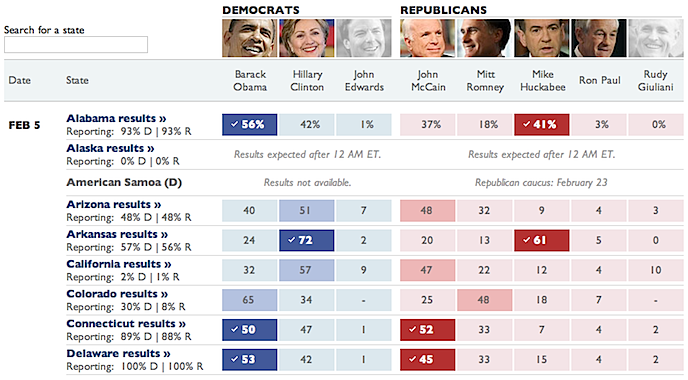 DEMOCRATS REPUBLICANS
Search for a state
Date State Barack Obama Hillary Clinton John Edwards John McCain Mitt Romney Mike Huckabee Ron Paul Rudy Giuliani
FEB 5 Alabama results » ✓ 56% 42% 1% 37% 18% ✓ 41% 3% 0%
Reporting: 93% D | 93% R
Alaska results » Results expected after 12 AM ET. Results expected after 12 AM ET.
Reporting: 0% D | 0% R
American Samoa (D) Results not available. Republican caucus: February 23
Arizona results » 40 51 7 48 32 9 4 3
Reporting: 48% D | 48% R
Arkansas results » 24 ✓ 72 2 20 13 ✓ 61 5 0
Reporting: 57% D | 56% R
California results » 32 57 9 47 22 12 4 10
Reporting: 2% D | 1% R
Colorado results » 65 34 - 25 48 18 7 -
Reporting: 30% D | 8% R
Connecticut results » ✓ 50 47 1 ✓ 52 33 7 4 2
Reporting: 89% D | 88% R
Delaware results » ✓ 53 42 1 ✓ 45 33 15 4 2
Reporting: 100% D | 100% R